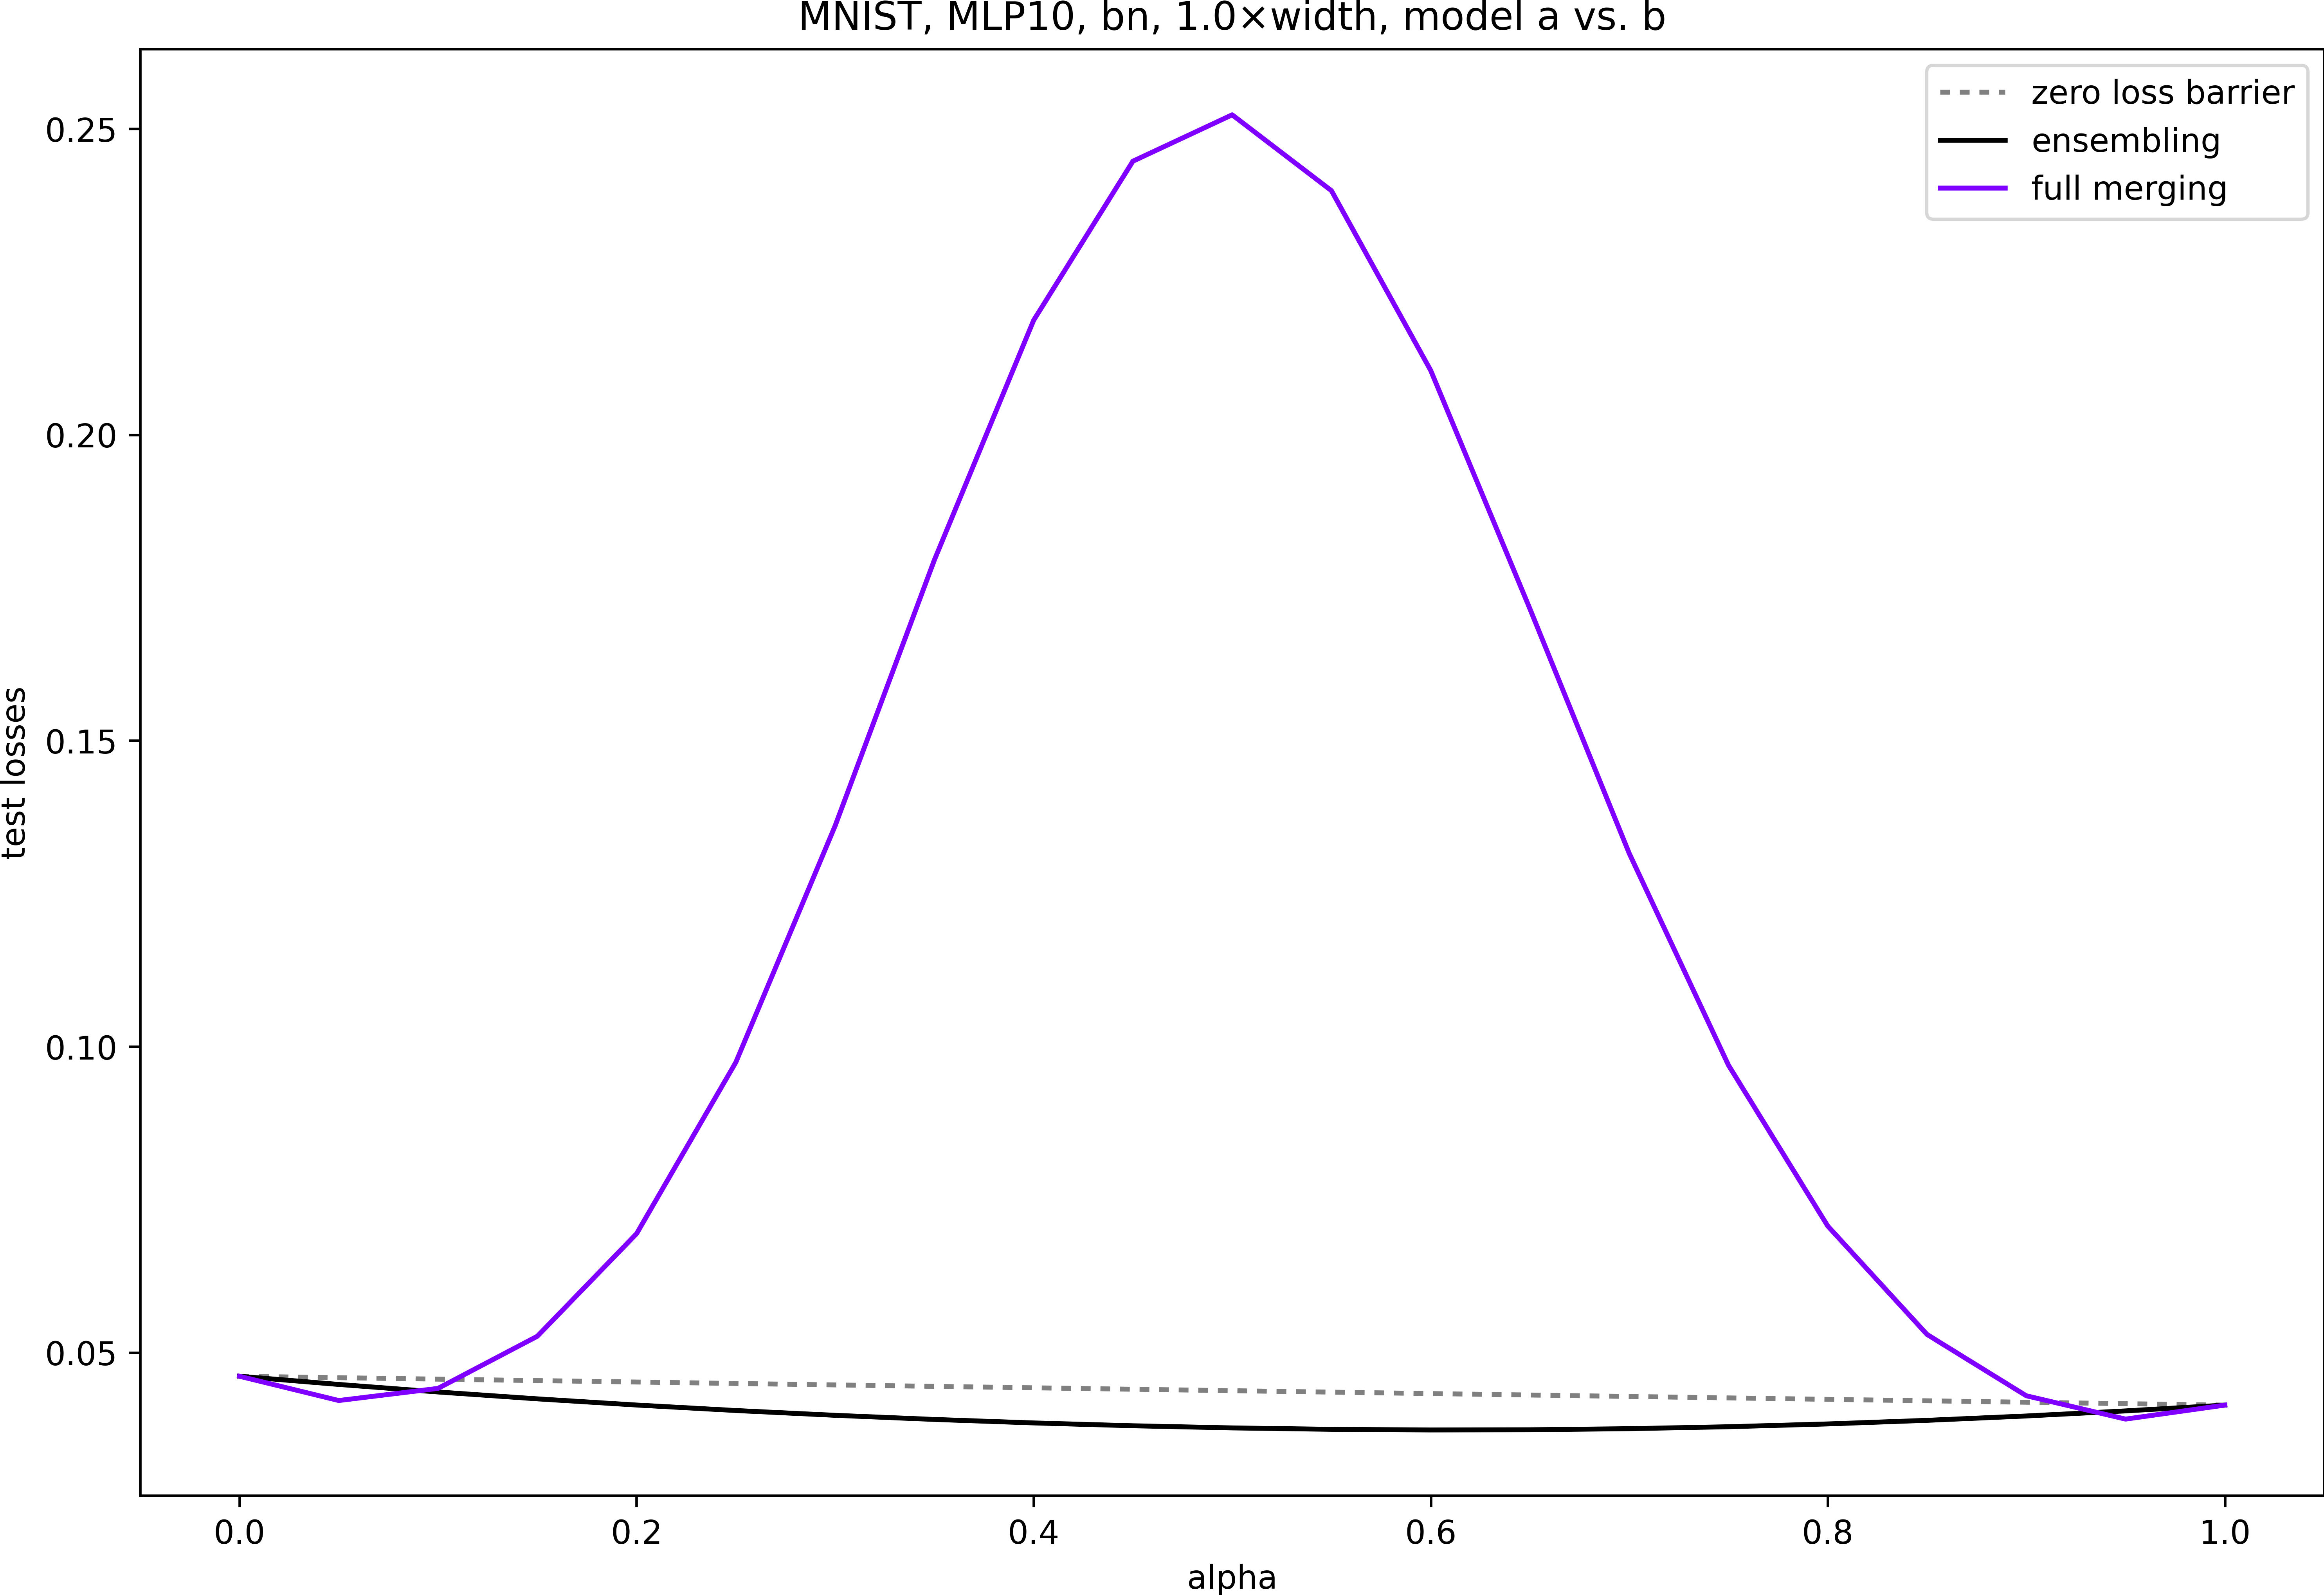 MNIST, MLP10, bn, 1.0×width, model a vs. b
zero loss barrier
ensembling
full merging
0.25
0.20
0.15
0.10
0.05
test losses
0.0
0.2
0.4
0.6
0.8
1.0
alpha